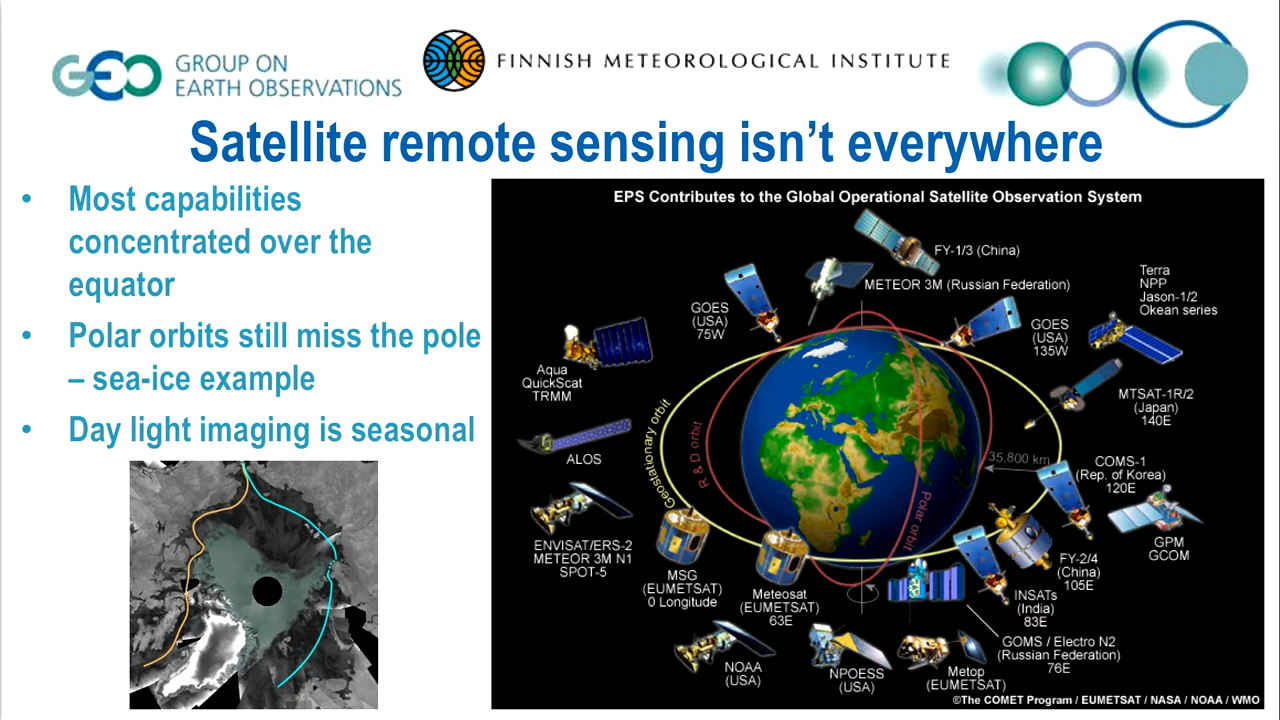 GEO GROUP ON
EARTH OBSERVATIONS
FINNISH METEOROLOGICAL INSTITUTE
Satellite remote sensing isn’t everywhere
• Most capabilities
concentrated over the
equator
• Polar orbits still miss the pole
– sea-ice example
• Day light imaging is seasonal
EPS Contributes to the Global Operational Satellite Observation System
FY-1/3 (China)
METEOR 3M (Russian Federation)
Terra
NPP
Jason-1/2
Okean series
GOES
(USA)
75W
GOES
(USA)
135W
Aqua
QuickScat
TRMM
MTSAT-1R/2
(Japan)
140E
ALOS
Geostationary orbit
R & D orbit
Polar orbit
35,800 km
COMS-1
(Rep. of Korea)
120E
ENVISAT/ERS-2
METEOR 3M N1
SPOT-5
GPM
GCOM
MSG
(EUMETSAT)
0 Longitude
Meteosat
(EUMETSAT)
63E
FY-2/4
(China)
105E
INSATs
(India)
83E
GOMS / Electro N2
(Russian Federation)
76E
NOAA
(USA)
NPOESS
(USA)
Metop
(EUMETSAT)
©The COMET Program / EUMETSAT / NASA / NOAA / WMO